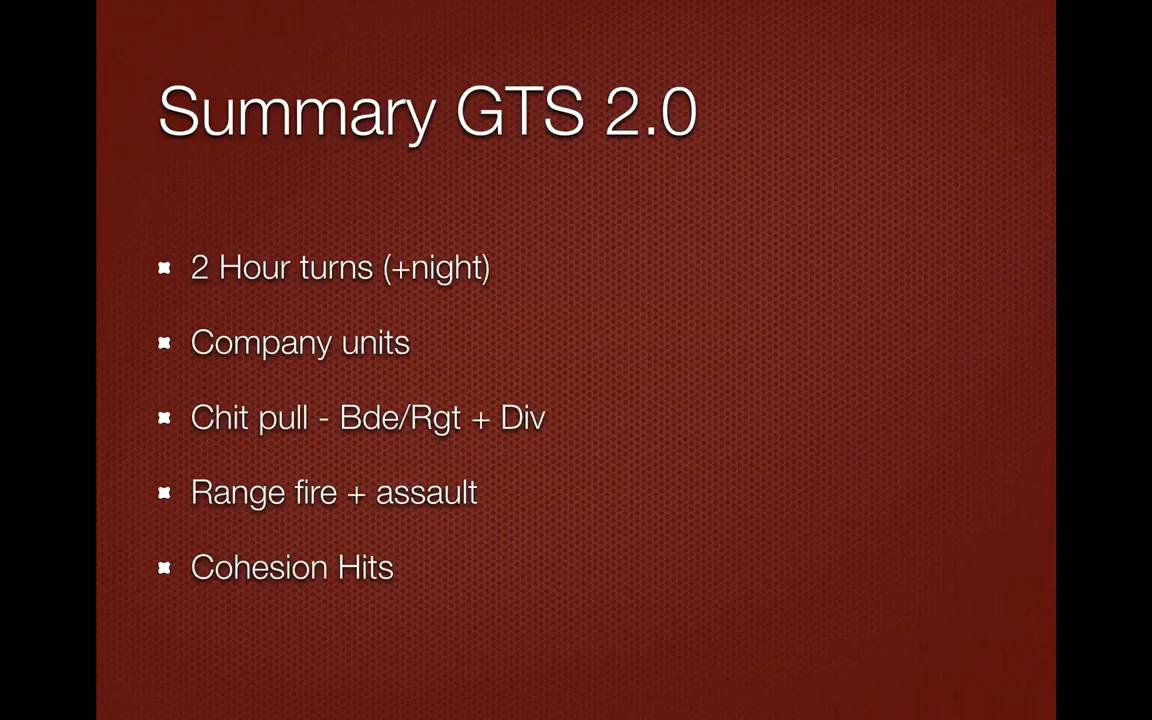 Summary GTS 2.0
2 Hour turns (+night)
Company units
Chit pull - Bde/Rgt + Div
Range fire + assault
Cohesion Hits